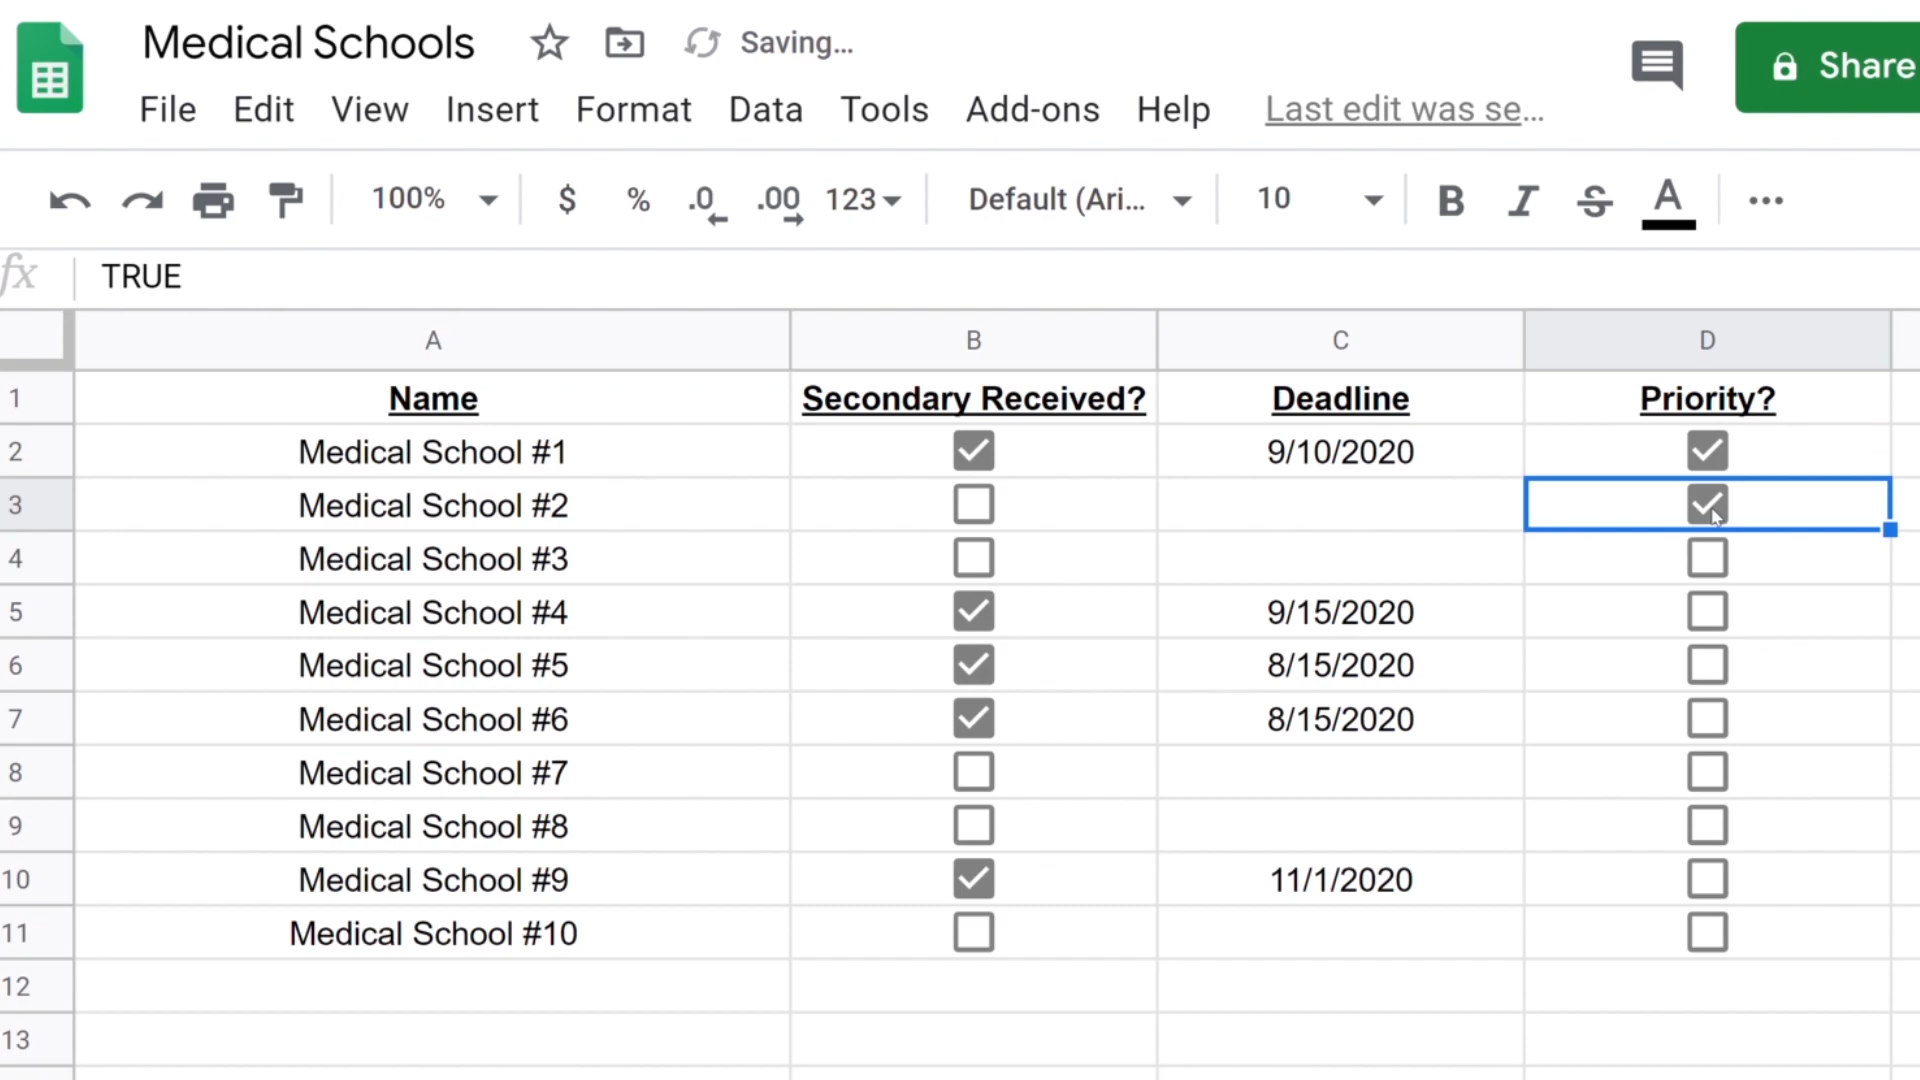 Medical Schools Saving...
File Edit View Insert Format Data Tools Add-ons Help Last edit was se...
100% $ % .0 .00 123 Default (Ari... 10 B I S A ...
Share
fx TRUE
A B C D
1 Name Secondary Received? Deadline Priority?
2 Medical School #1 9/10/2020
3 Medical School #2
4 Medical School #3
5 Medical School #4 9/15/2020
6 Medical School #5 8/15/2020
7 Medical School #6 8/15/2020
8 Medical School #7
9 Medical School #8
10 Medical School #9 11/1/2020
11 Medical School #10
12
13